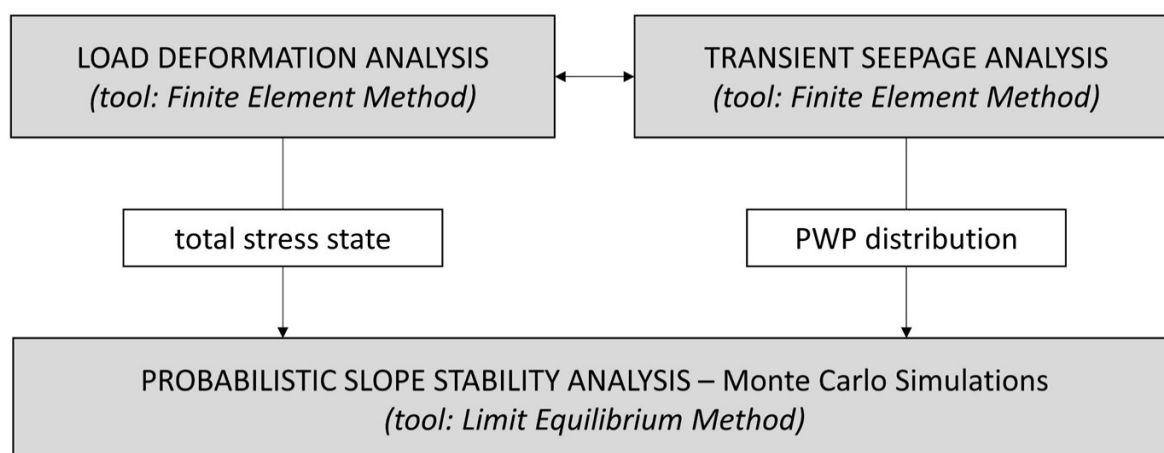 LOAD DEFORMATION ANALYSIS
(tool: Finite Element Method)
TRANSIENT SEEPAGE ANALYSIS
(tool: Finite Element Method)
total stress state
PWP distribution
PROBABILISTIC SLOPE STABILITY ANALYSIS – Monte Carlo Simulations
(tool: Limit Equilibrium Method)